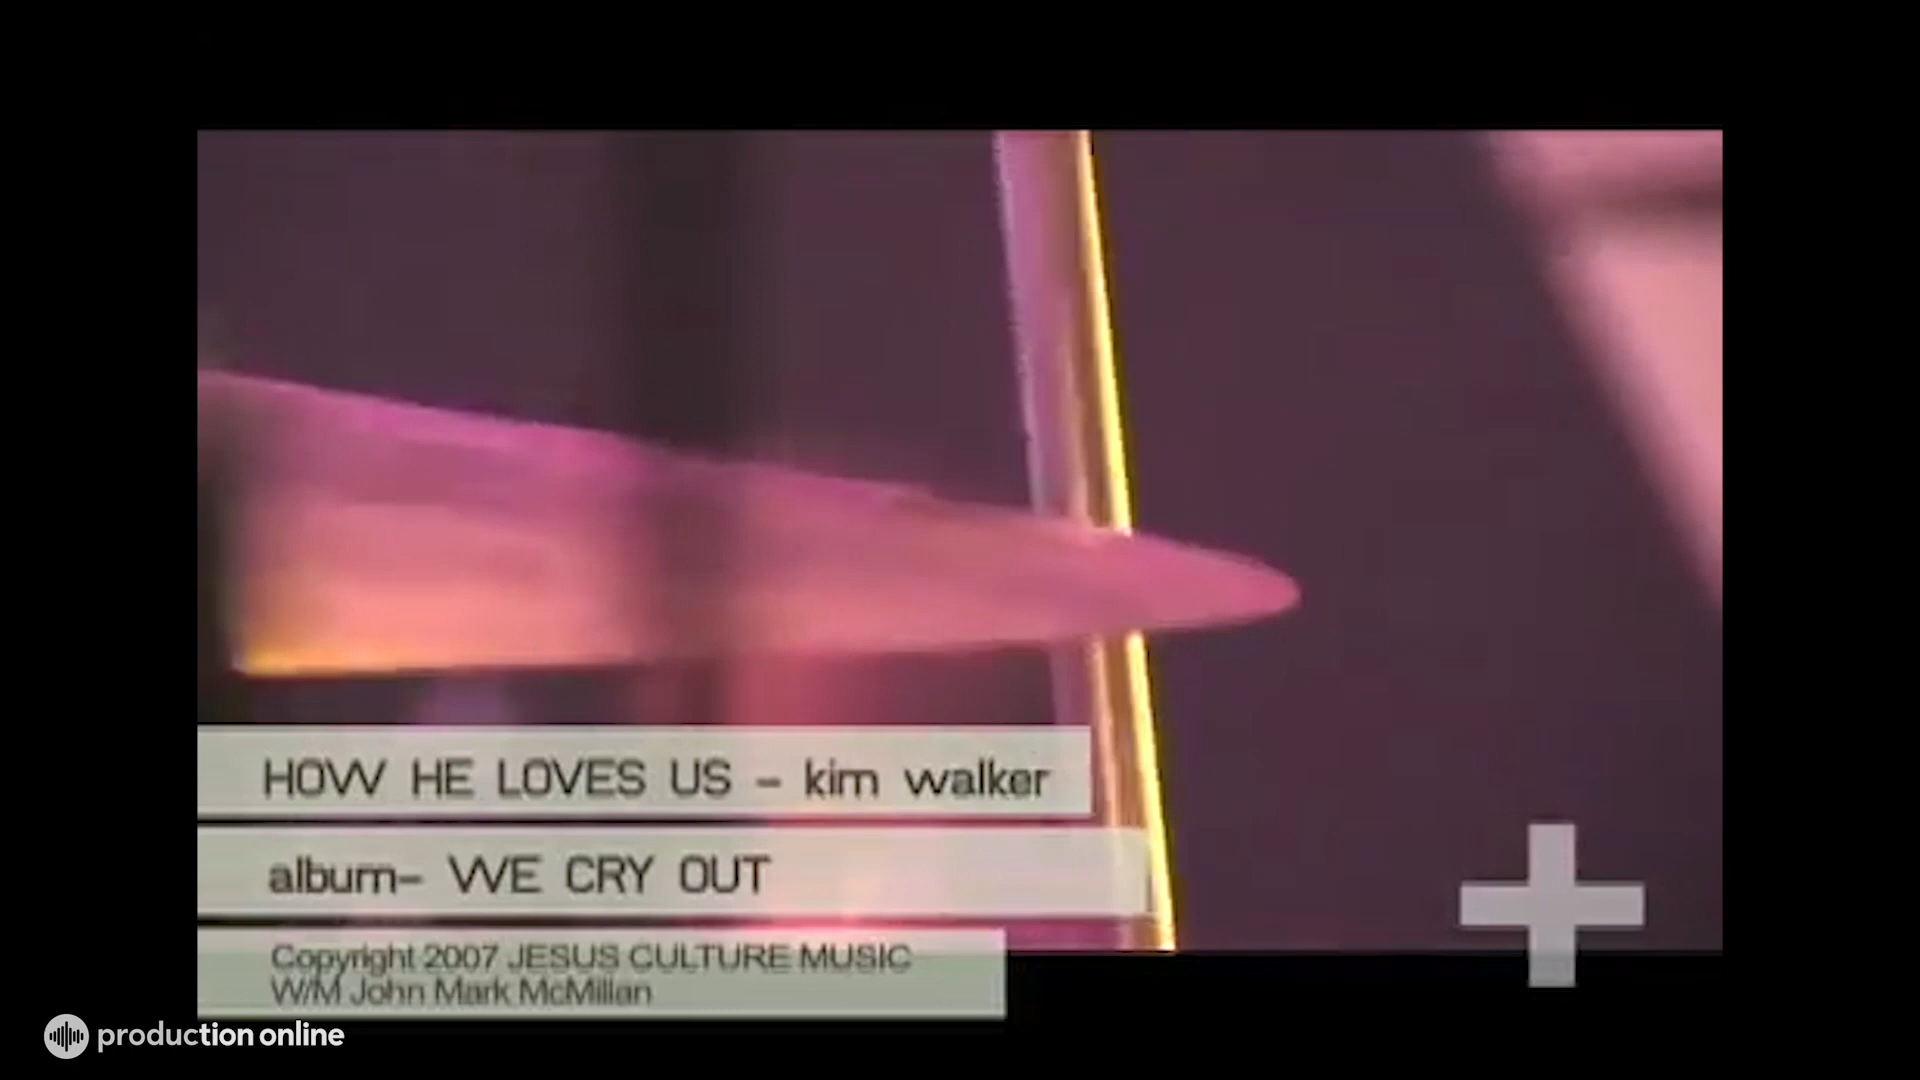 HOW HE LOVES US - kim walker
album- WE CRY OUT
Copyright 2007 JESUS CULTURE MUSIC
W/M John Mark McMillan
production online